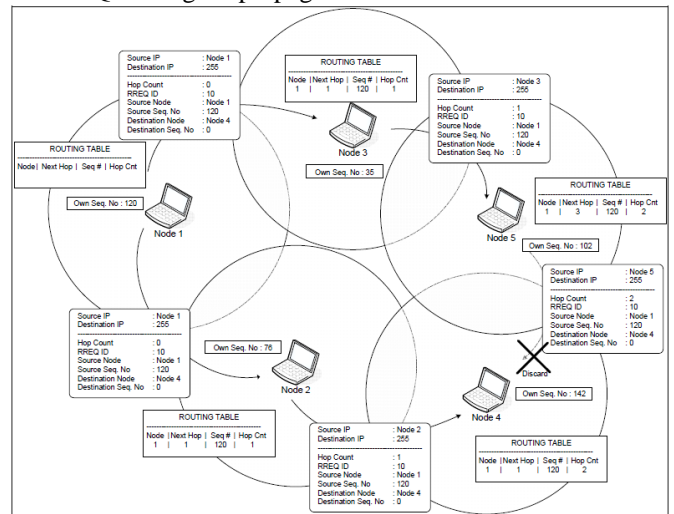 Source IP : Node 1
Destination IP : 255
Hop Count : 0
RREQ ID : 10
Source Node : Node 1
Source Seq. No : 120
Destination Node : Node 4
Destination Seq. No : 0
ROUTING TABLE
Node |Next Hop | Seq # | Hop Cnt
1 | 1 | 120 | 1
Node 3
Own Seq. No : 35
Source IP : Node 3
Destination IP : 255
Hop Count : 1
RREQ ID : 10
Source Node : Node 1
Source Seq. No : 120
Destination Node : Node 4
Destination Seq. No : 0
ROUTING TABLE
Node| Next Hop | Seq # | Hop Cnt
Own Seq. No : 120
Node 1
ROUTING TABLE
Node |Next Hop | Seq # | Hop Cnt
1 | 3 | 120 | 2
Node 5
Own Seq. No : 102
Source IP : Node 5
Destination IP : 255
Hop Count : 2
RREQ ID : 10
Source Node : Node 1
Source Seq. No : 120
Destination Node : Node 4
Destination Seq. No : 0
Source IP : Node 1
Destination IP : 255
Hop Count : 0
RREQ ID : 10
Source Node : Node 1
Source Seq. No : 120
Destination Node : Node 4
Destination Seq. No : 0
Own Seq. No : 76
Node 2
Discard
Own Seq. No : 142
Node 4
ROUTING TABLE
Node |Next Hop | Seq # | Hop Cnt
1 | 1 | 120 | 1
Source IP : Node 2
Destination IP : 255
Hop Count : 1
RREQ ID : 10
Source Node : Node 1
Source Seq. No : 120
Destination Node : Node 4
Destination Seq. No : 0
ROUTING TABLE
Node |Next Hop | Seq # | Hop Cnt
1 | 1 | 120 | 2